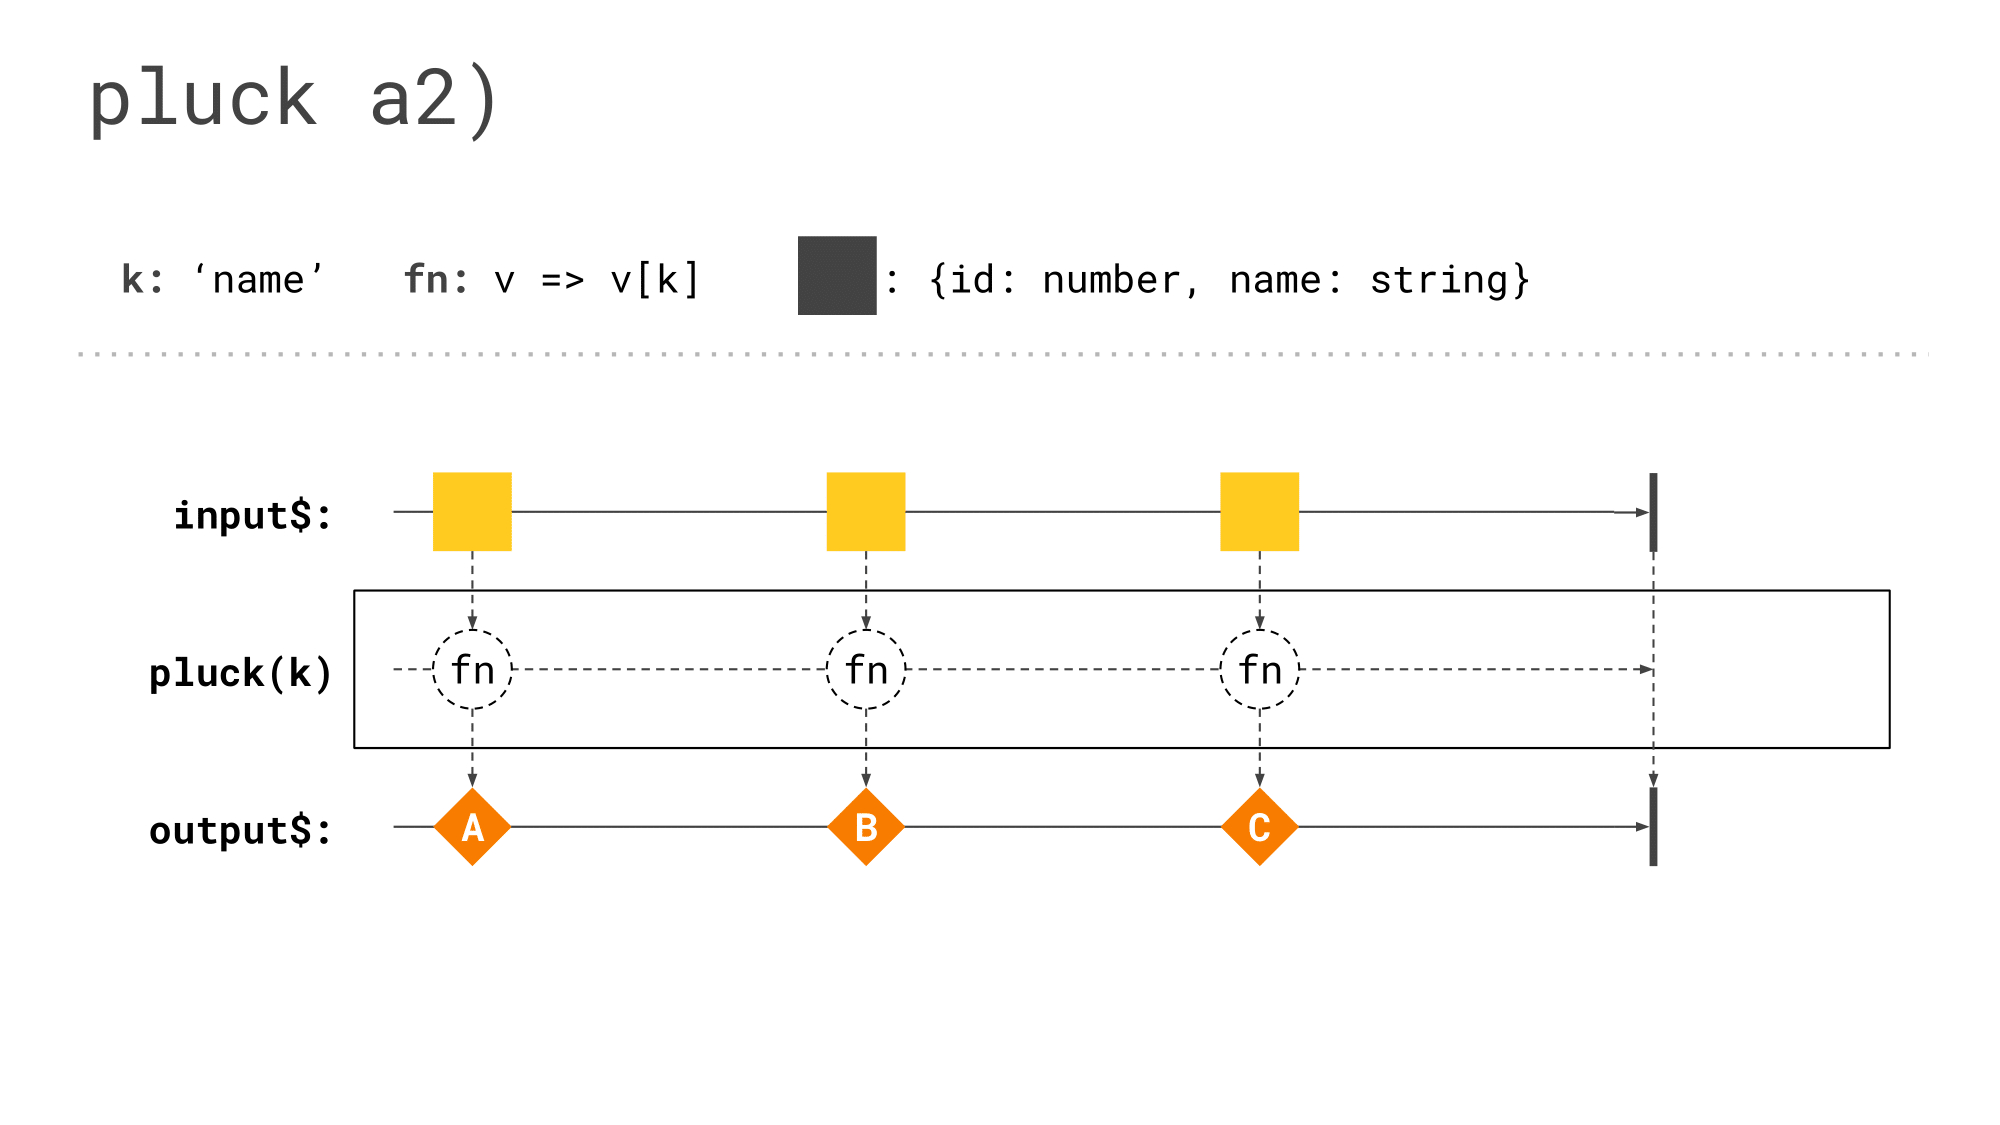 pluck a2)
k: ‘name’ fn: v => v[k] : {id: number, name: string}
input$:
pluck(k) fn fn fn
output$: A B C